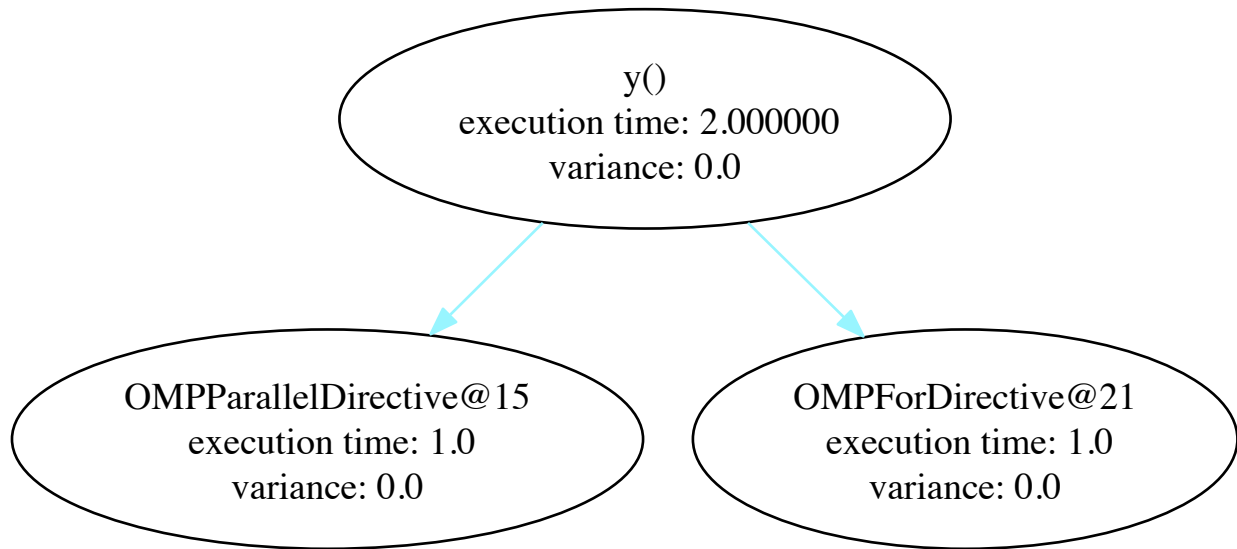 y()
execution time: 2.000000
variance: 0.0
OMPParallelDirective@15
execution time: 1.0
variance: 0.0
OMPForDirective@21
execution time: 1.0
variance: 0.0